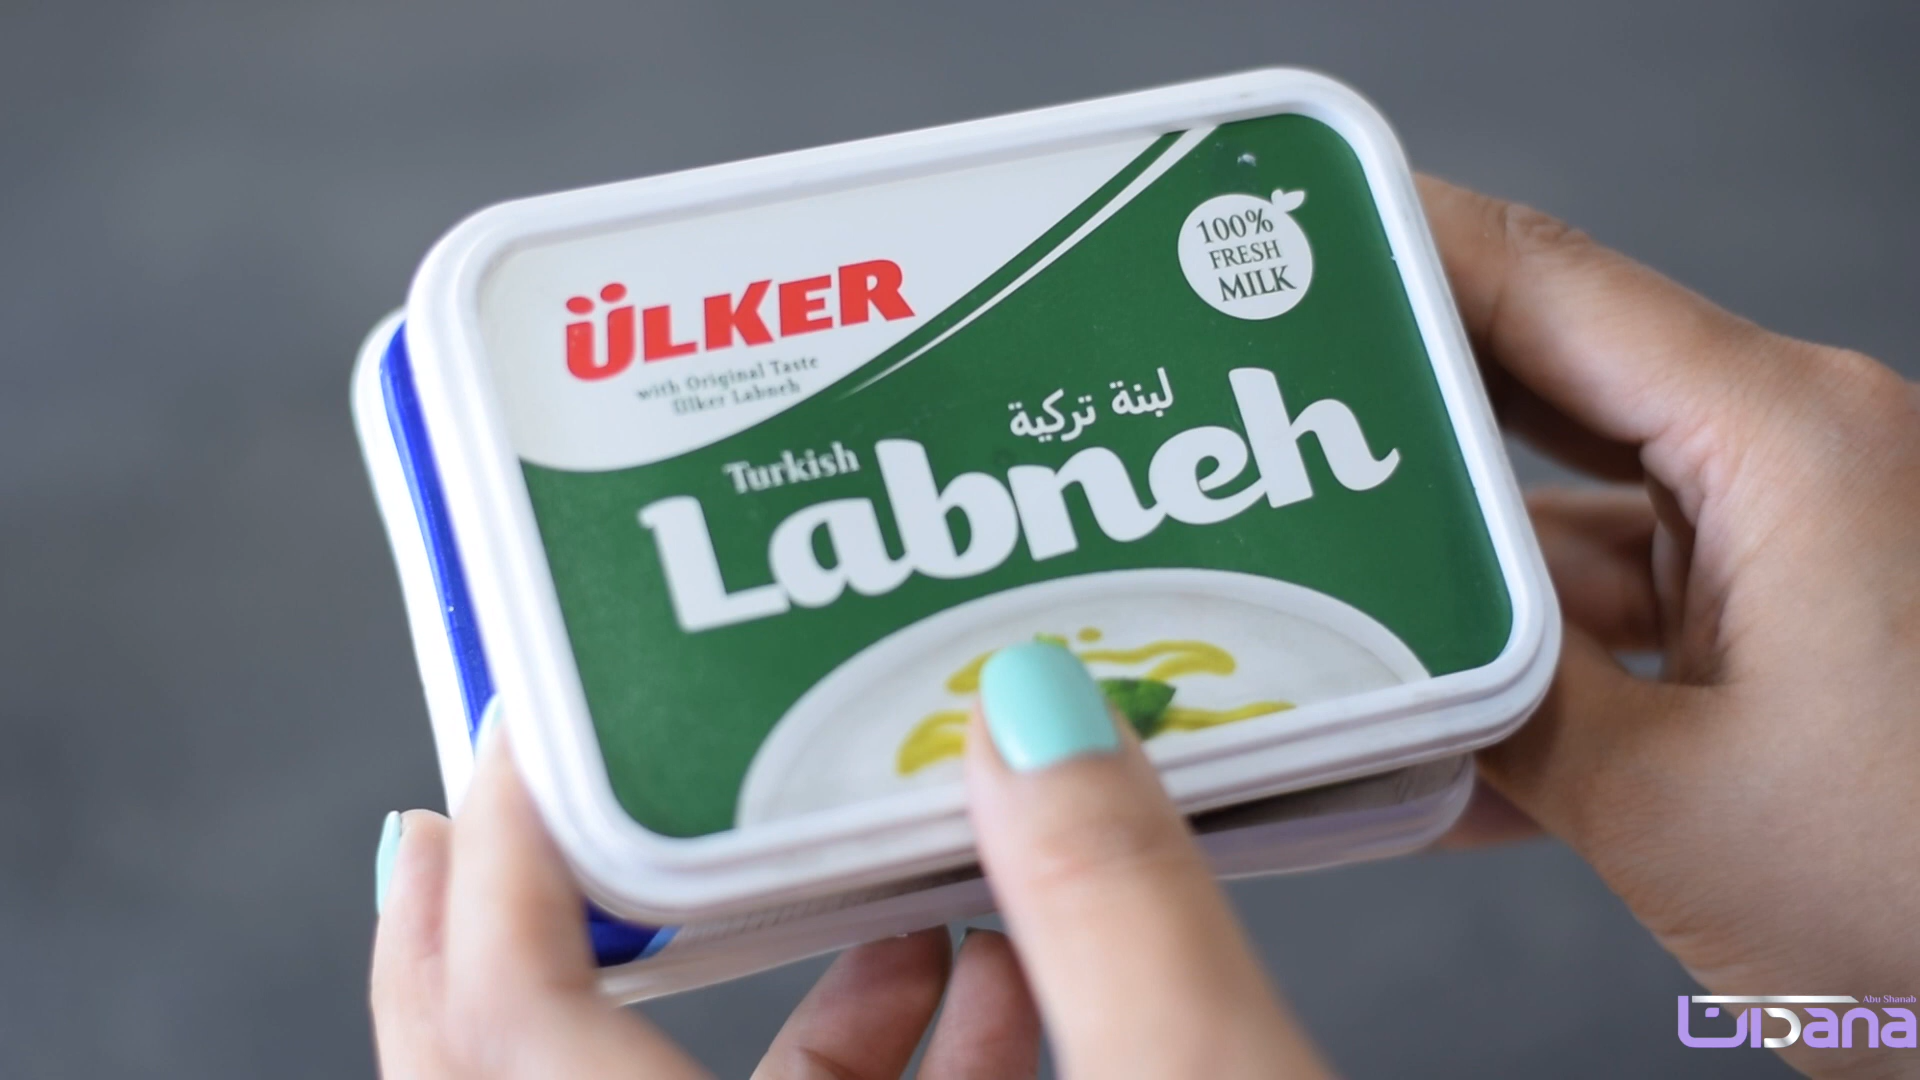 ÜLKER
with Original Taste
Ülker Labneh
100%
FRESH
MILK
لبنة تركية
Turkish
Labneh
Abu Shanab
Dana